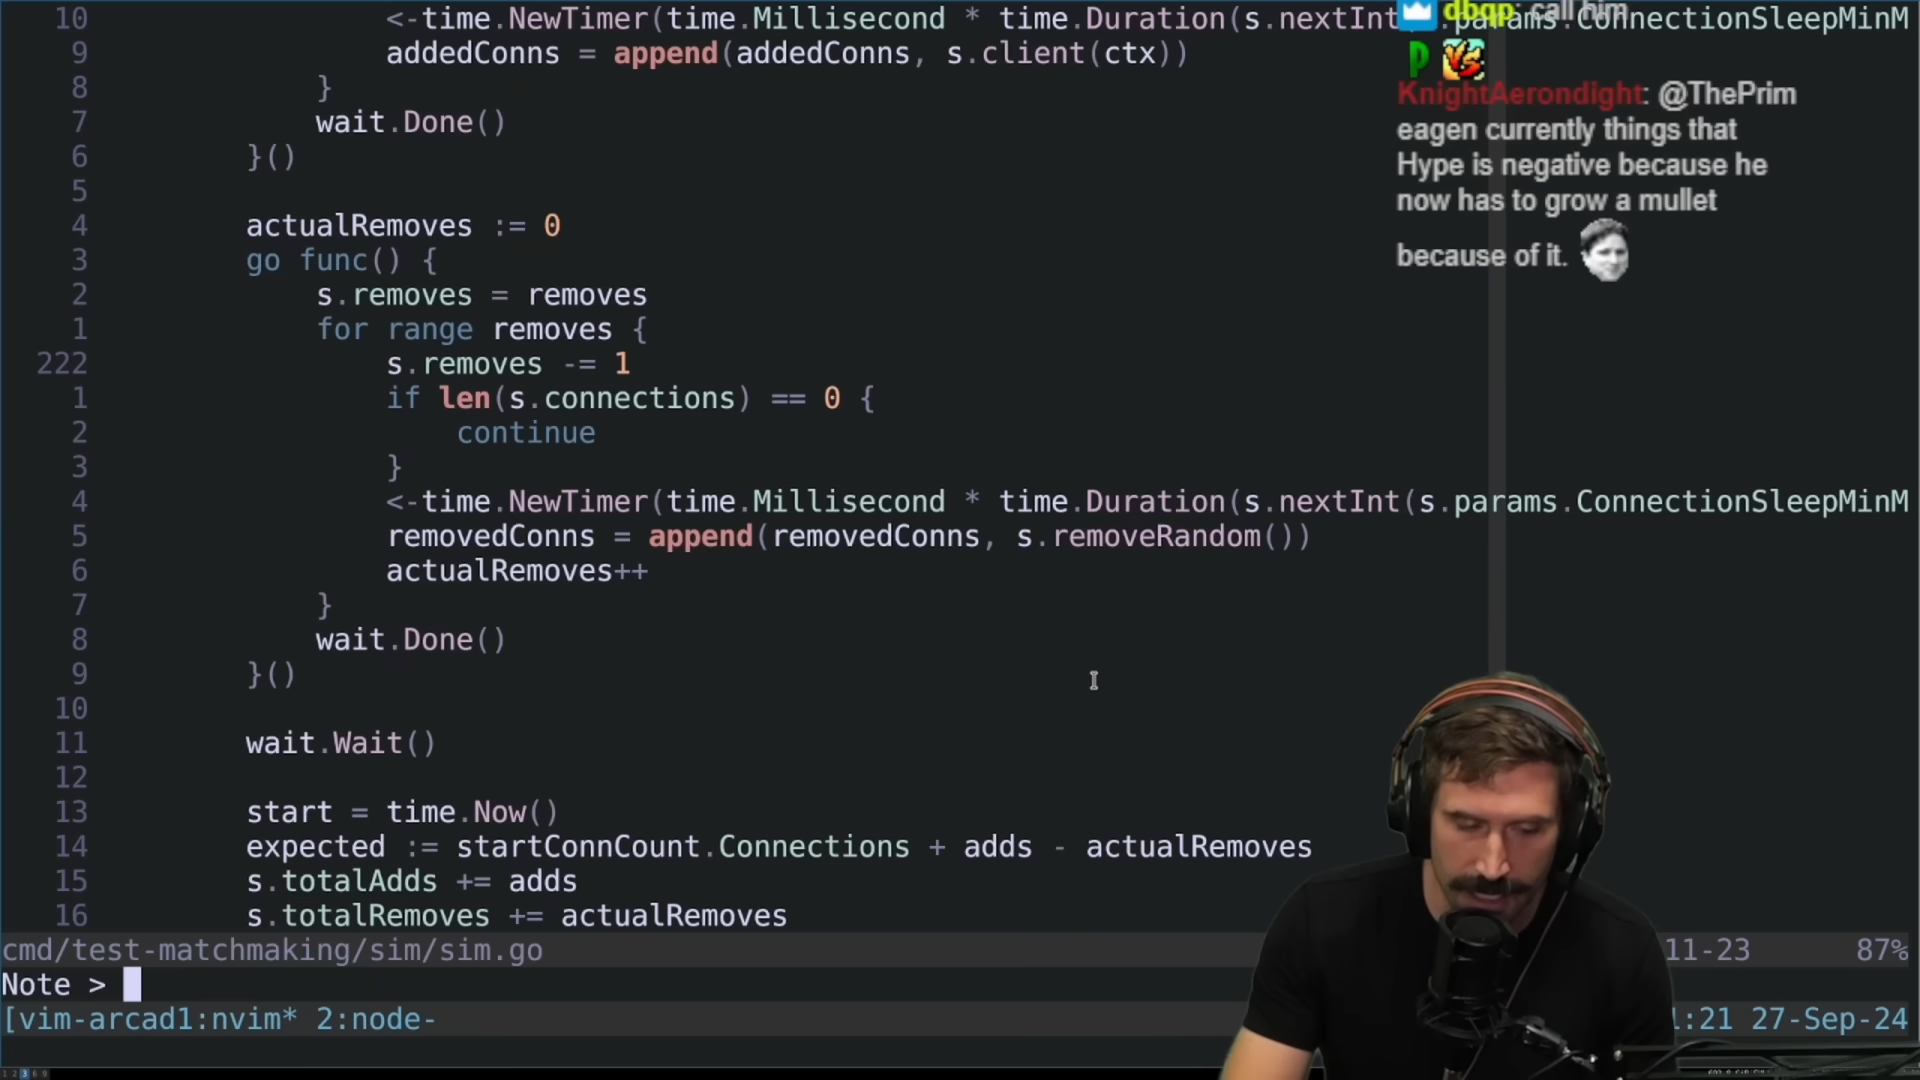 10 <-time.NewTimer(time.Millisecond * time.Duration(s.nextInt(s.params.ConnectionSleepMinM
9 addedConns = append(addedConns, s.client(ctx))
8 }
7 wait.Done()
6 }()
5
4 actualRemoves := 0
3 go func() {
2 s.removes = removes
1 for range removes {
222 s.removes -= 1
1 if len(s.connections) == 0 {
2 continue
3 }
4 <-time.NewTimer(time.Millisecond * time.Duration(s.nextInt(s.params.ConnectionSleepMinM
5 removedConns = append(removedConns, s.removeRandom())
6 actualRemoves++
7 }
8 wait.Done()
9 }()
10
11 wait.Wait()
12
13 start = time.Now()
14 expected := startConnCount.Connections + adds - actualRemoves
15 s.totalAdds += adds
16 s.totalRemoves += actualRemoves
cmd/test-matchmaking/sim/sim.go 11-23 87%
Note >
[vim-arcad1:nvim* 2:node- 1:21 27-Sep-24
dbqp: call him
KnightAerondight: @ThePrim
eagen currently things that
Hype is negative because he
now has to grow a mullet
because of it.